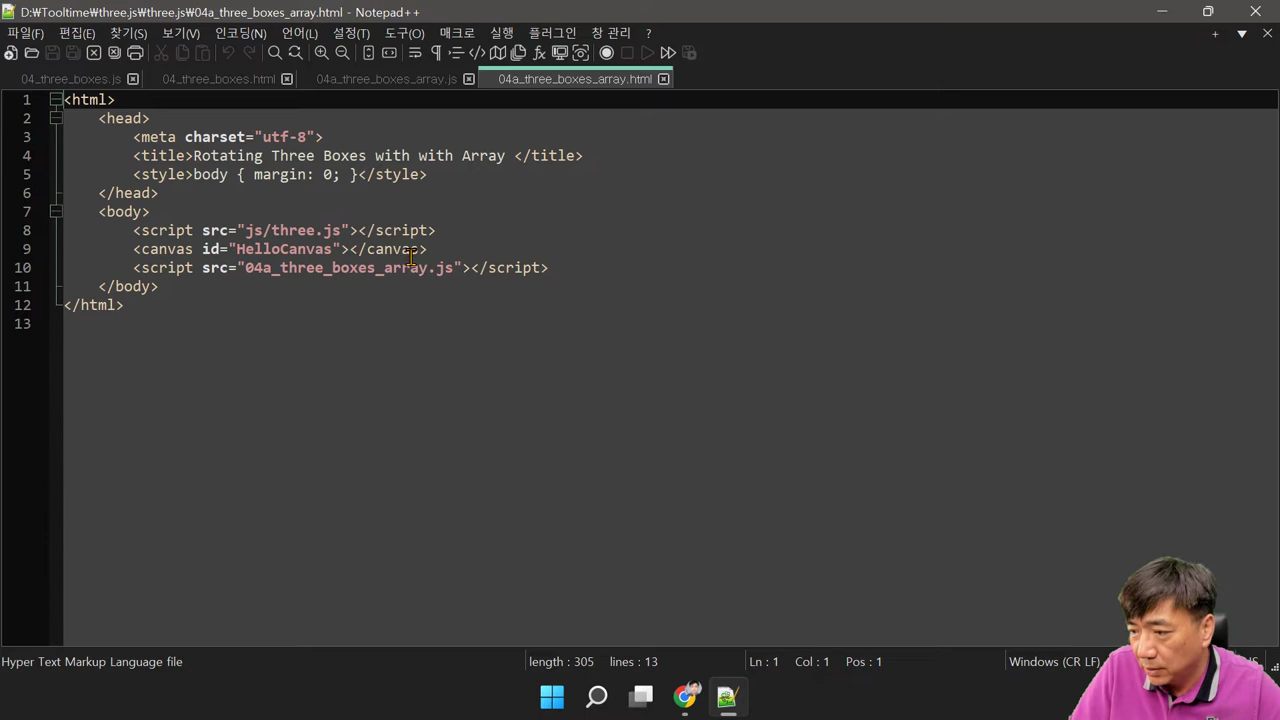 D:₩Tooltime₩three.js₩three.js₩04a_three_boxes_array.html - Notepad++
파일(F) 편집(E) 찾기(S) 보기(V) 인코딩(N) 언어(L) 설정(T) 도구(O) 매크로 실행 플러그인 창 관리 ?
04_three_boxes.js 04_three_boxes.html 04a_three_boxes_array.js 04a_three_boxes_array.html
1 <html>
2 <head>
3 <meta charset="utf-8">
4 <title>Rotating Three Boxes with with Array </title>
5 <style>body { margin: 0; }</style>
6 </head>
7 <body>
8 <script src="js/three.js"></script>
9 <canvas id="HelloCanvas"></canvas>
10 <script src="04a_three_boxes_array.js"></script>
11 </body>
12 </html>
13
Hyper Text Markup Language file length : 305 lines : 13 Ln : 1 Col : 1 Pos : 1 Windows (CR LF)